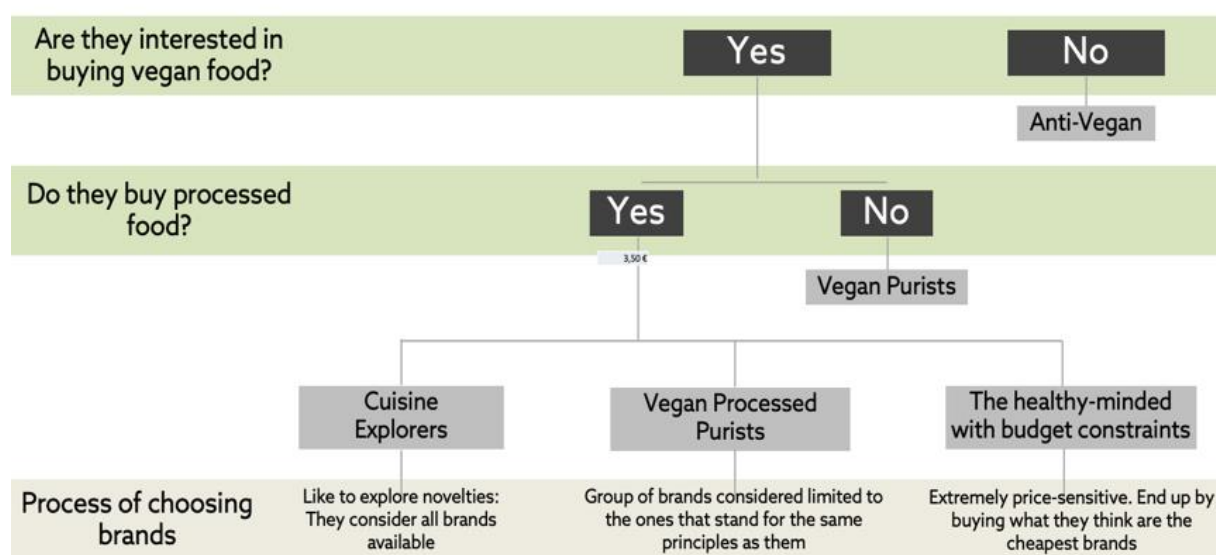 Are they interested in
buying vegan food?
Yes
No
Anti-Vegan
Do they buy processed
food?
Yes
No
3,50 €
Vegan Purists
Cuisine
Explorers
Vegan Processed
Purists
The healthy-minded
with budget constraints
Process of choosing
brands
Like to explore novelties:
They consider all brands
available
Group of brands considered limited to
the ones that stand for the same
principles as them
Extremely price-sensitive. End up by
buying what they think are the
cheapest brands